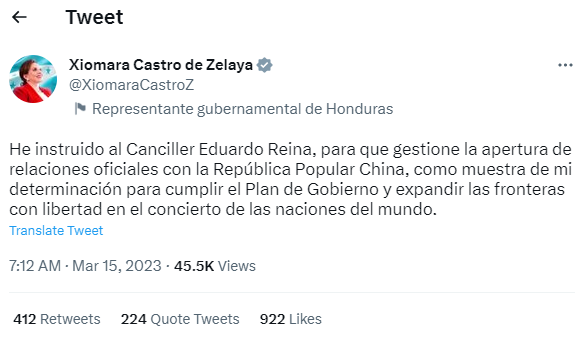 Tweet
Xiomara Castro de Zelaya
@XiomaraCastroZ
Representante gubernamental de Honduras
He instruido al Canciller Eduardo Reina, para que gestione la apertura de
relaciones oficiales con la República Popular China, como muestra de mi
determinación para cumplir el Plan de Gobierno y expandir las fronteras
con libertad en el concierto de las naciones del mundo.
Translate Tweet
7:12 AM · Mar 15, 2023 · 45.5K Views
412 Retweets 224 Quote Tweets 922 Likes